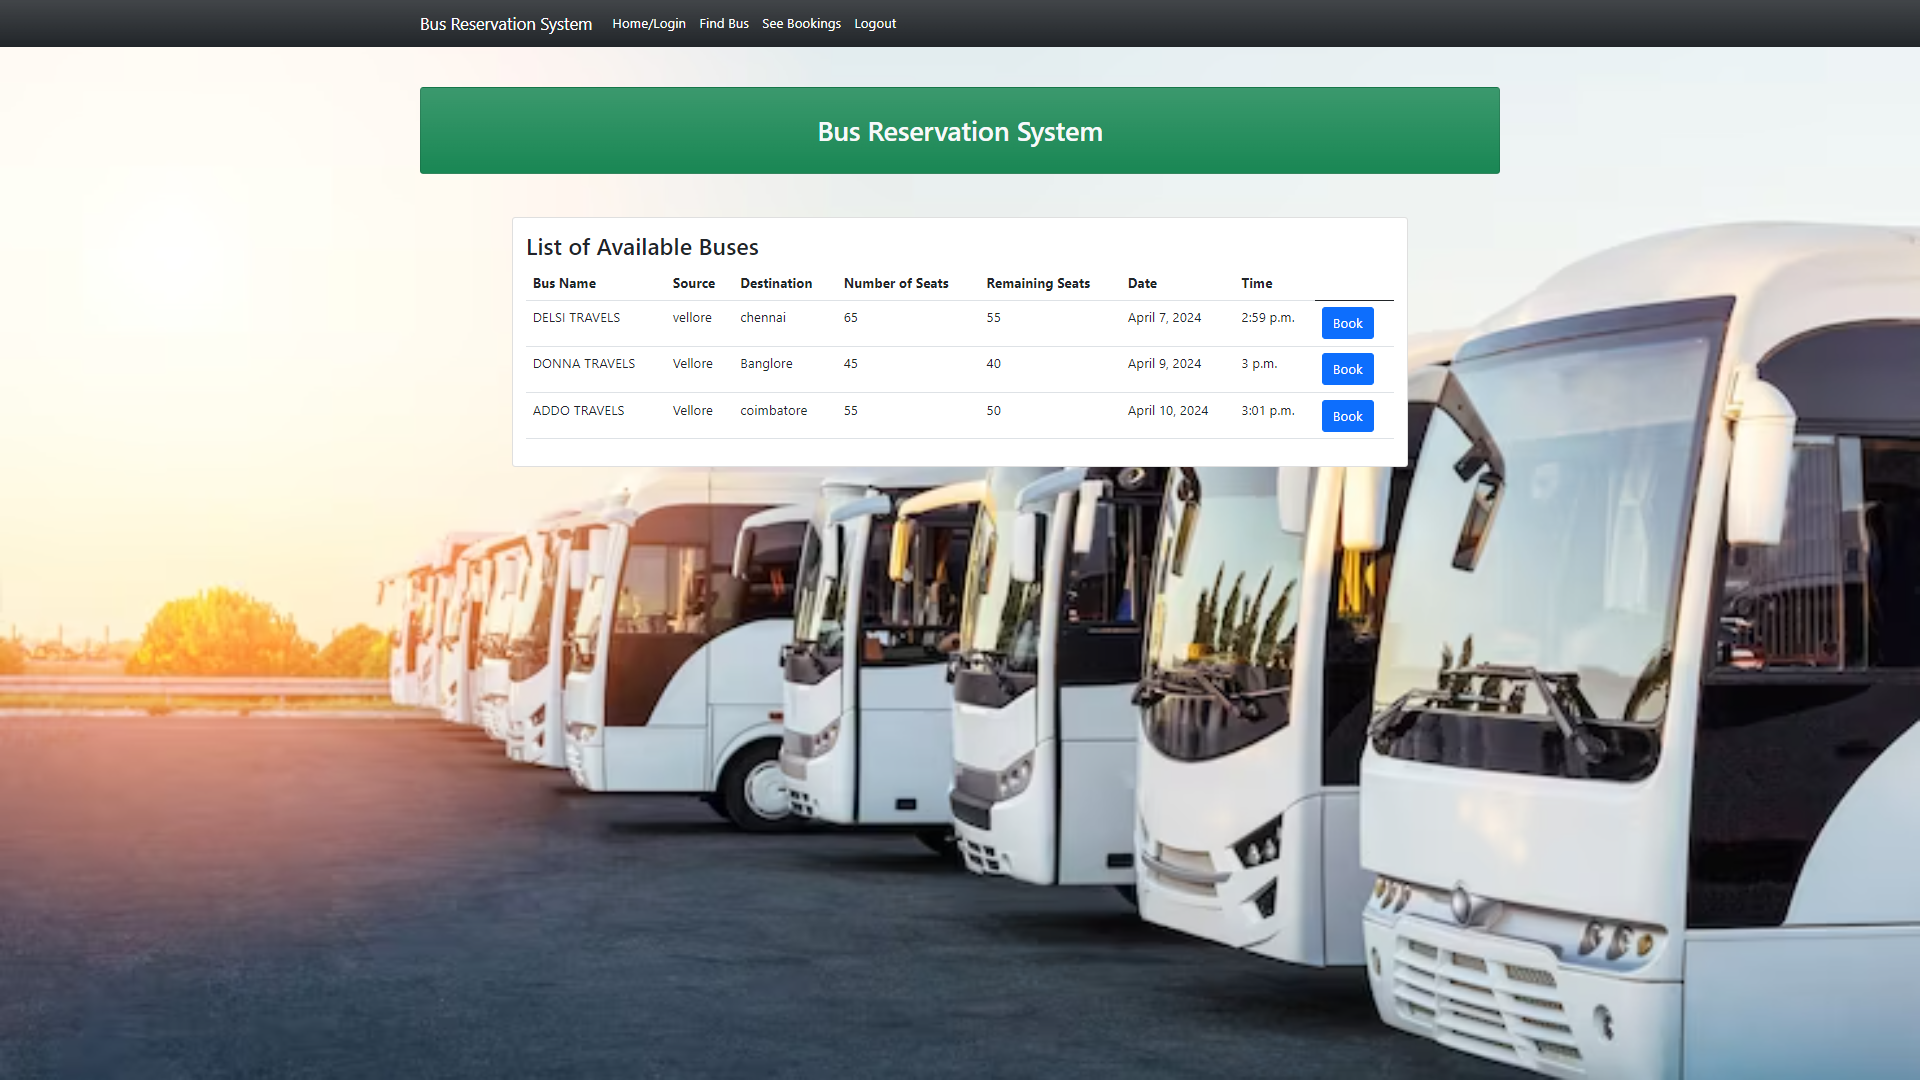 Bus Reservation System Home/Login Find Bus See Bookings Logout
Bus Reservation System
List of Available Buses
Bus Name Source Destination Number of Seats Remaining Seats Date Time
DELSI TRAVELS vellore chennai 65 55 April 7, 2024 2:59 p.m. Book
DONNA TRAVELS Vellore Banglore 45 40 April 9, 2024 3 p.m. Book
ADDO TRAVELS Vellore coimbatore 55 50 April 10, 2024 3:01 p.m. Book